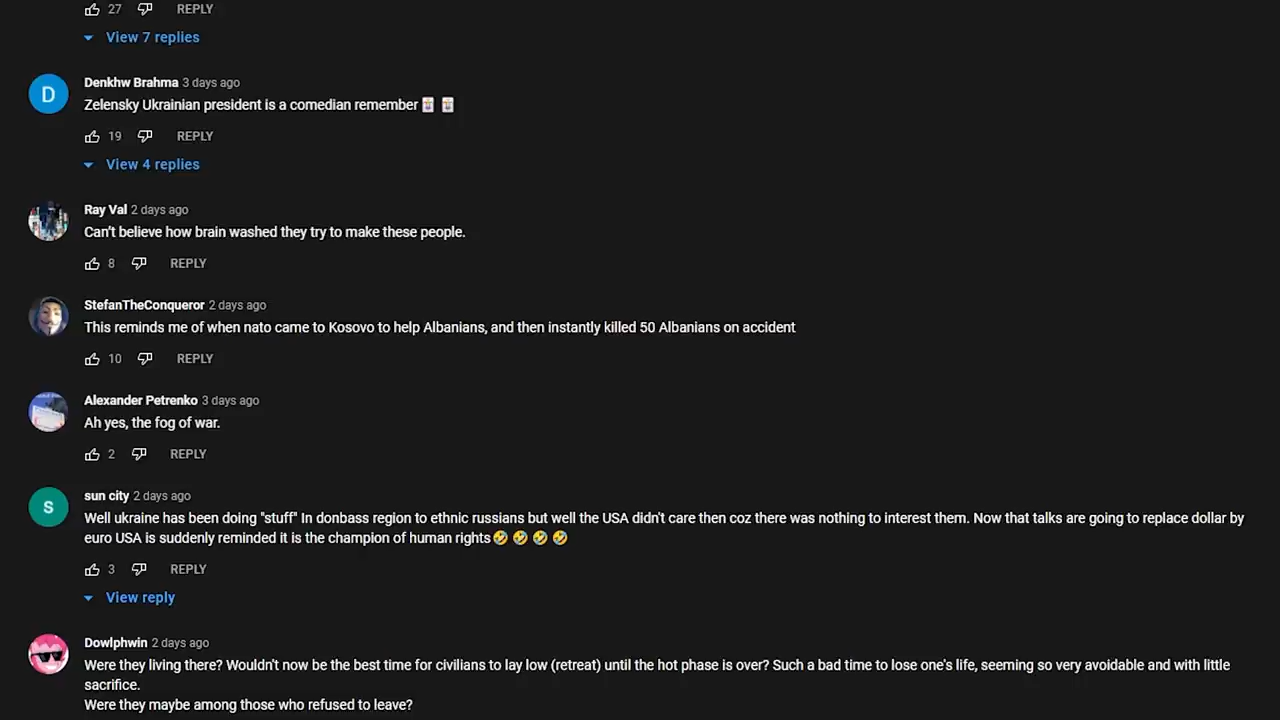 27 REPLY
View 7 replies
D
Denkhw Brahma 3 days ago
Zelensky Ukrainian president is a comedian remember 🃏 🃏
19 REPLY
View 4 replies
Ray Val 2 days ago
Can't believe how brain washed they try to make these people.
8 REPLY
StefanTheConqueror 2 days ago
This reminds me of when nato came to Kosovo to help Albanians, and then instantly killed 50 Albanians on accident
10 REPLY
Alexander Petrenko 3 days ago
Ah yes, the fog of war.
2 REPLY
S
sun city 2 days ago
Well ukraine has been doing "stuff" In donbass region to ethnic russians but well the USA didn't care then coz there was nothing to interest them. Now that talks are going to replace dollar by
euro USA is suddenly reminded it is the champion of human rights🤣 🤣 🤣 🤣
3 REPLY
View reply
Dowlphwin 2 days ago
Were they living there? Wouldn't now be the best time for civilians to lay low (retreat) until the hot phase is over? Such a bad time to lose one's life, seeming so very avoidable and with little
sacrifice.
Were they maybe among those who refused to leave?